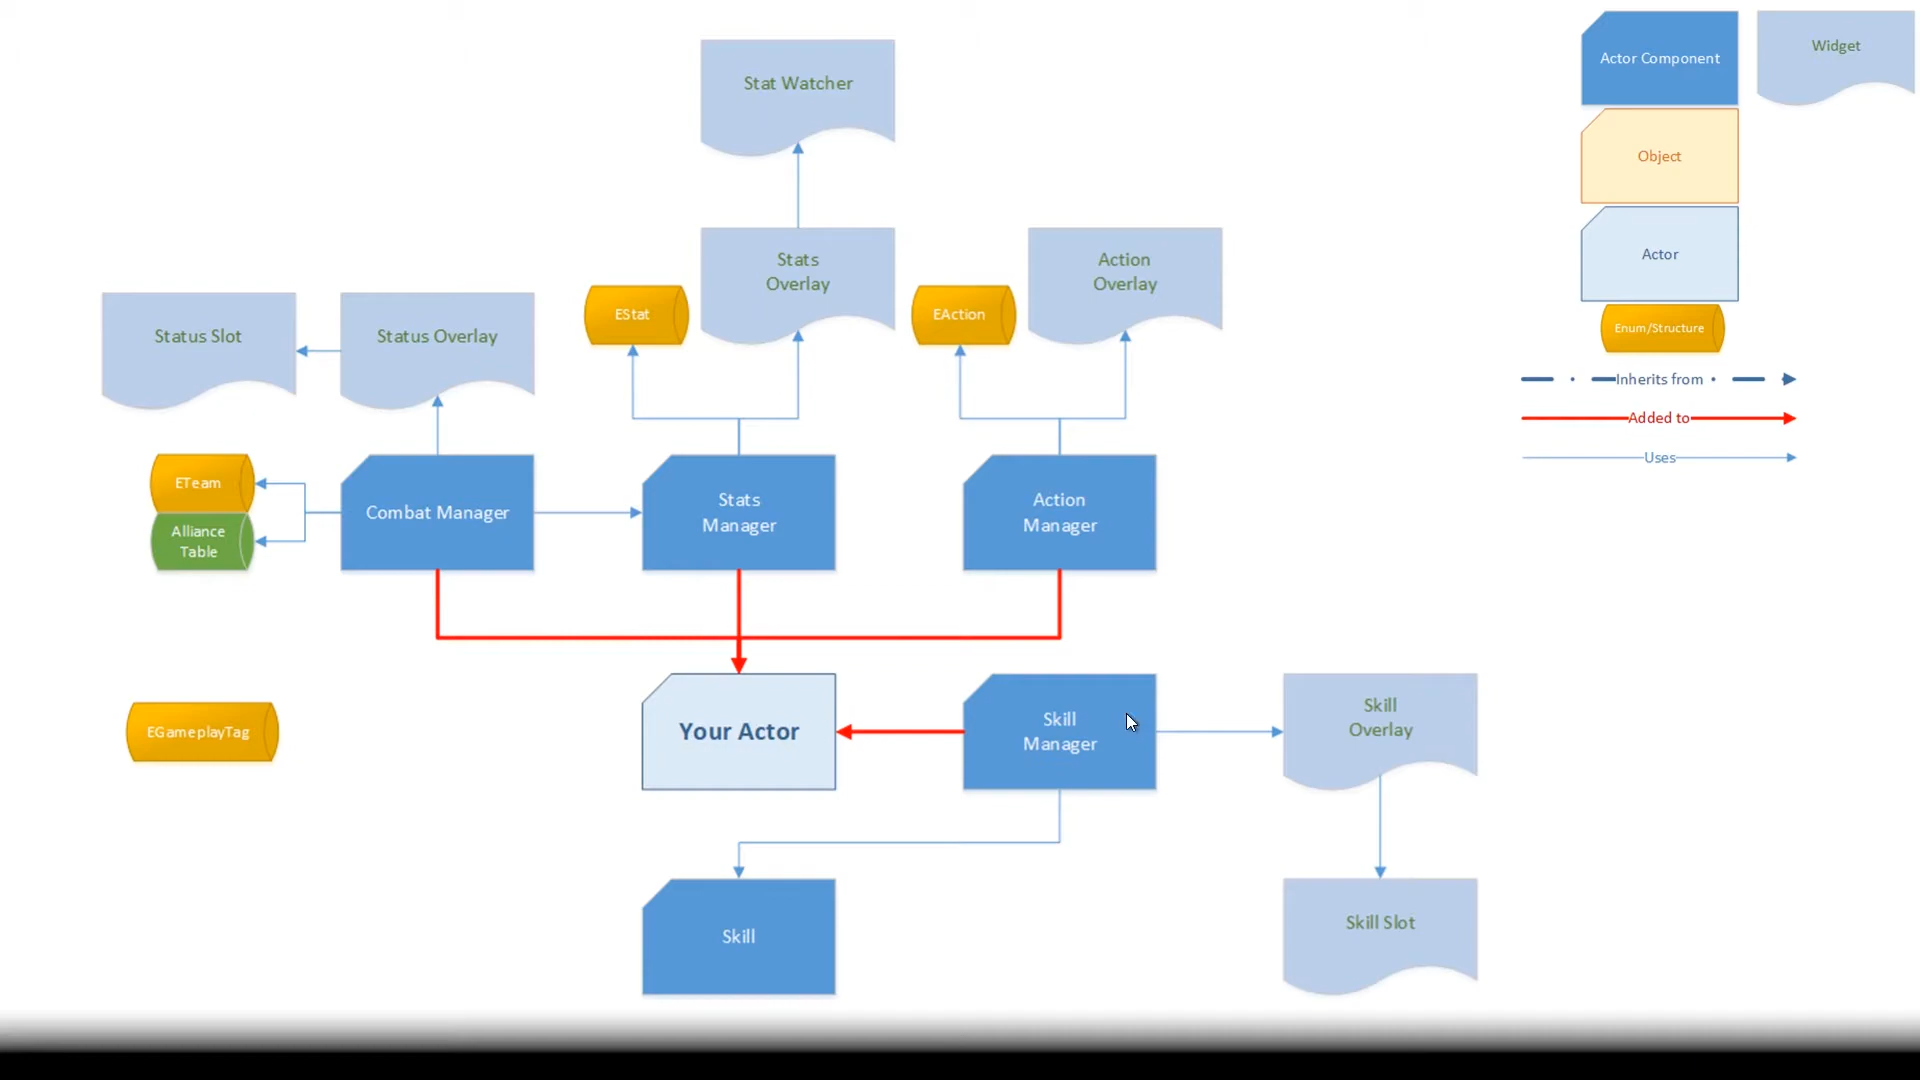 Stat Watcher
Stats
Overlay
Action
Overlay
EStat
EAction
Status Slot
Status Overlay
ETeam
Alliance
Table
Combat Manager
Stats
Manager
Action
Manager
EGameplayTag
Your Actor
Skill
Manager
Skill
Overlay
Skill
Skill Slot
Actor Component
Widget
Object
Actor
Enum/Structure
Inherits from
Added to
Uses